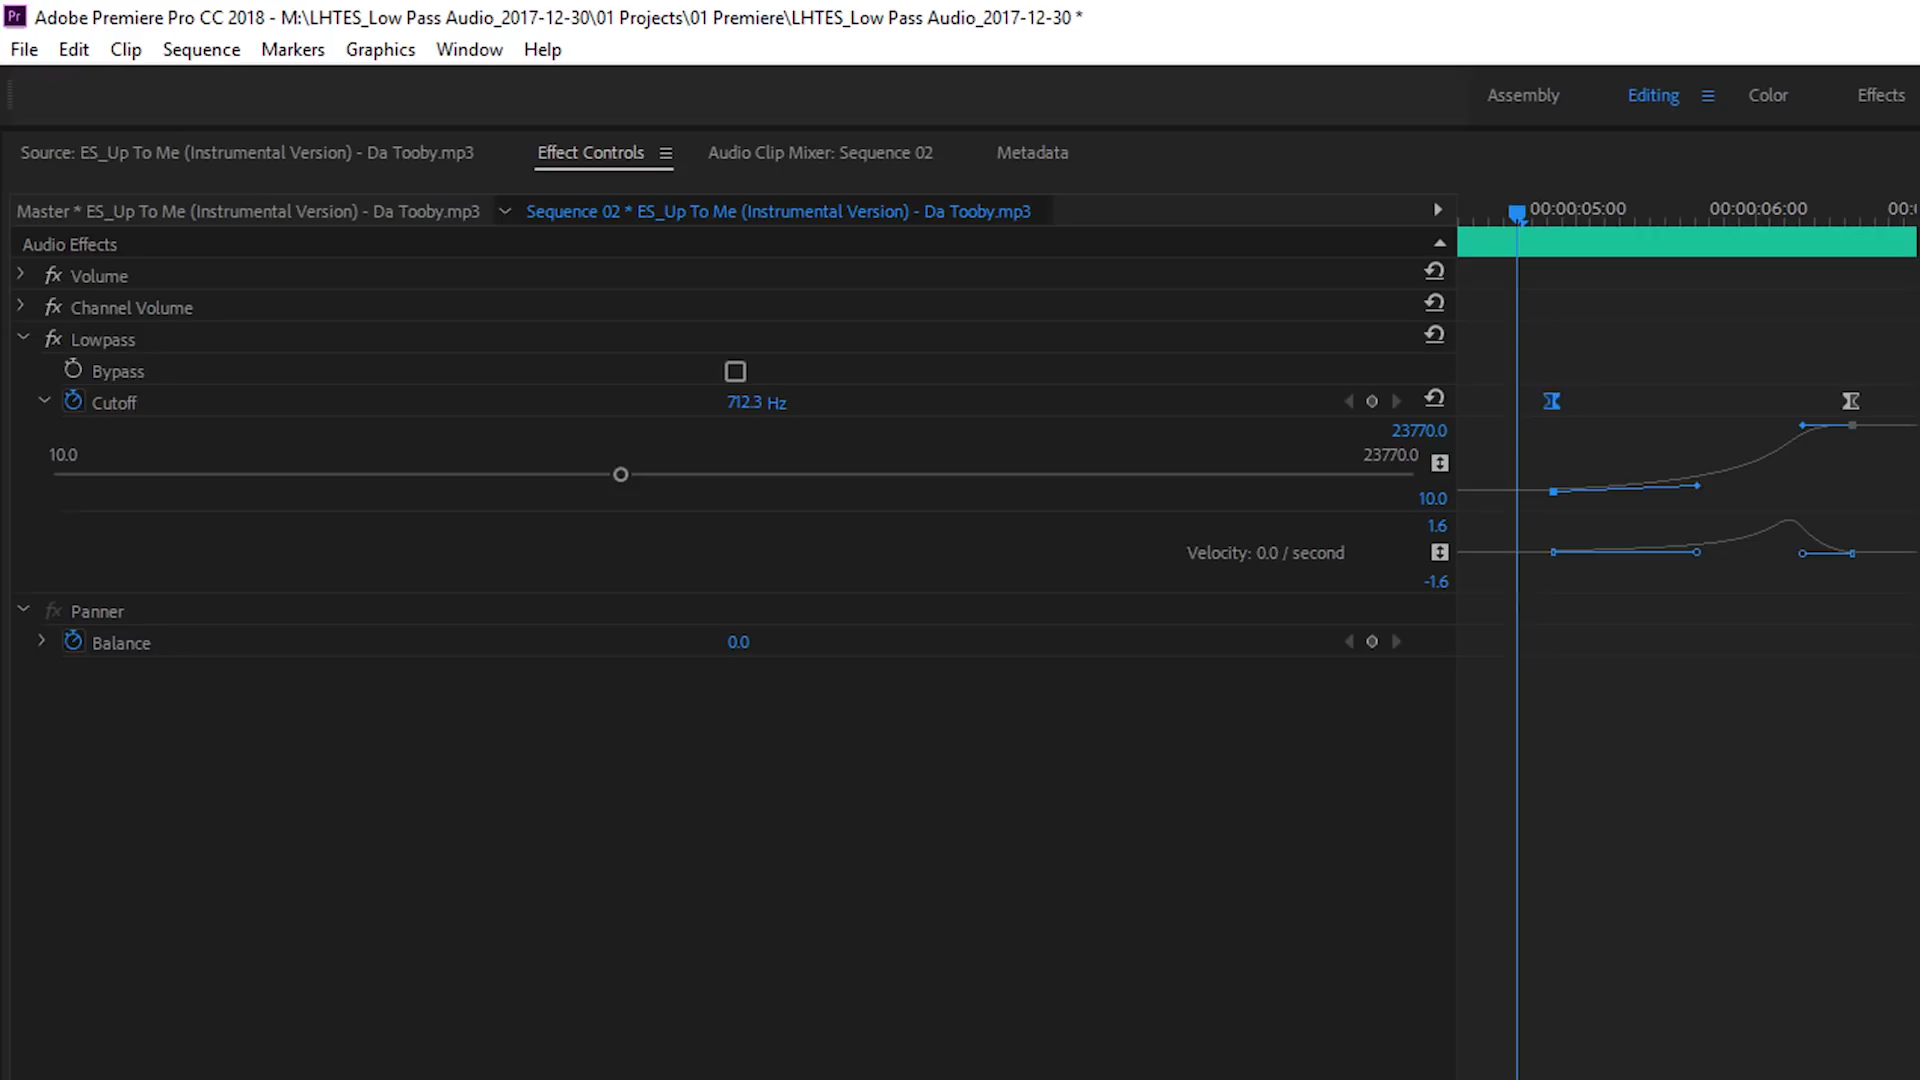 Pr Adobe Premiere Pro CC 2018 - M:\LHTES_Low Pass Audio_2017-12-30\01 Projects\01 Premiere\LHTES_Low Pass Audio_2017-12-30 *
File Edit Clip Sequence Markers Graphics Window Help
Assembly Editing Color Effects
Source: ES_Up To Me (Instrumental Version) - Da Tooby.mp3 Effect Controls Audio Clip Mixer: Sequence 02 Metadata
Master * ES_Up To Me (Instrumental Version) - Da Tooby.mp3 Sequence 02 * ES_Up To Me (Instrumental Version) - Da Tooby.mp3 00:00:05:00 00:00:06:00
Audio Effects
fx Volume
fx Channel Volume
fx Lowpass
Bypass
Cutoff 712.3 Hz
23770.0
10.0 23770.0
10.0
1.6
Velocity: 0.0 / second
-1.6
fx Panner
Balance 0.0